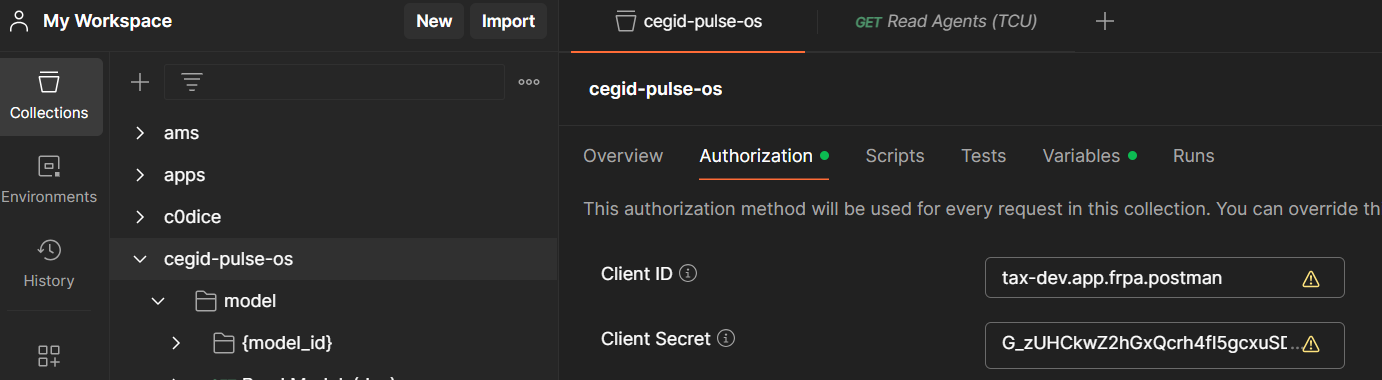 My Workspace
New
Import
cegid-pulse-os
GET Read Agents (TCU)
Collections
Environments
History
ams
apps
c0dice
cegid-pulse-os
model
{model_id}
cegid-pulse-os
Overview
Authorization
Scripts
Tests
Variables
Runs
This authorization method will be used for every request in this collection. You can override th
Client ID
tax-dev.app.frpa.postman
Client Secret
G_zUHCkwZ2hGxQcrh4fI5gcxuSD...